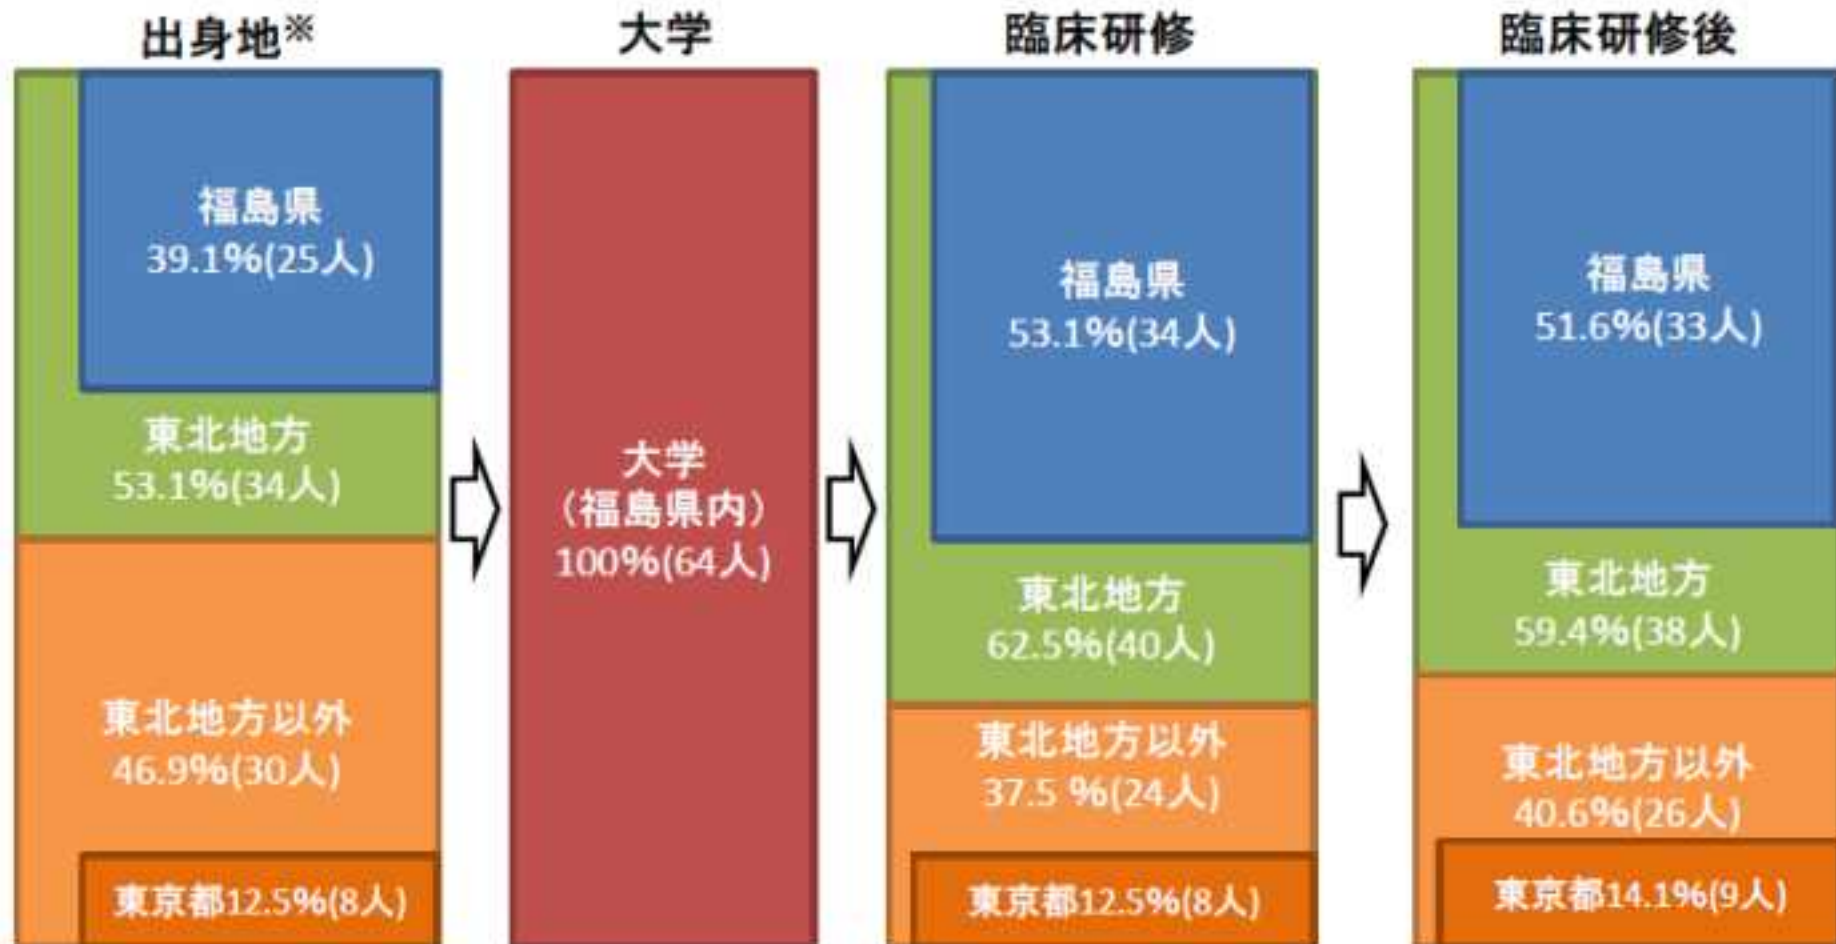 出身地※
福島県
39.1%(25人)
東北地方
53.1%(34人)
東北地方以外
46.9%(30人)
東京都12.5%(8人)
大学
大学
（福島県内）
100%(64人)
臨床研修
福島県
53.1%(34人)
東北地方
62.5%(40人)
東北地方以外
37.5 %(24人)
東京都12.5%(8人)
臨床研修後
福島県
51.6%(33人)
東北地方
59.4%(38人)
東北地方以外
40.6%(26人)
東京都14.1%(9人)